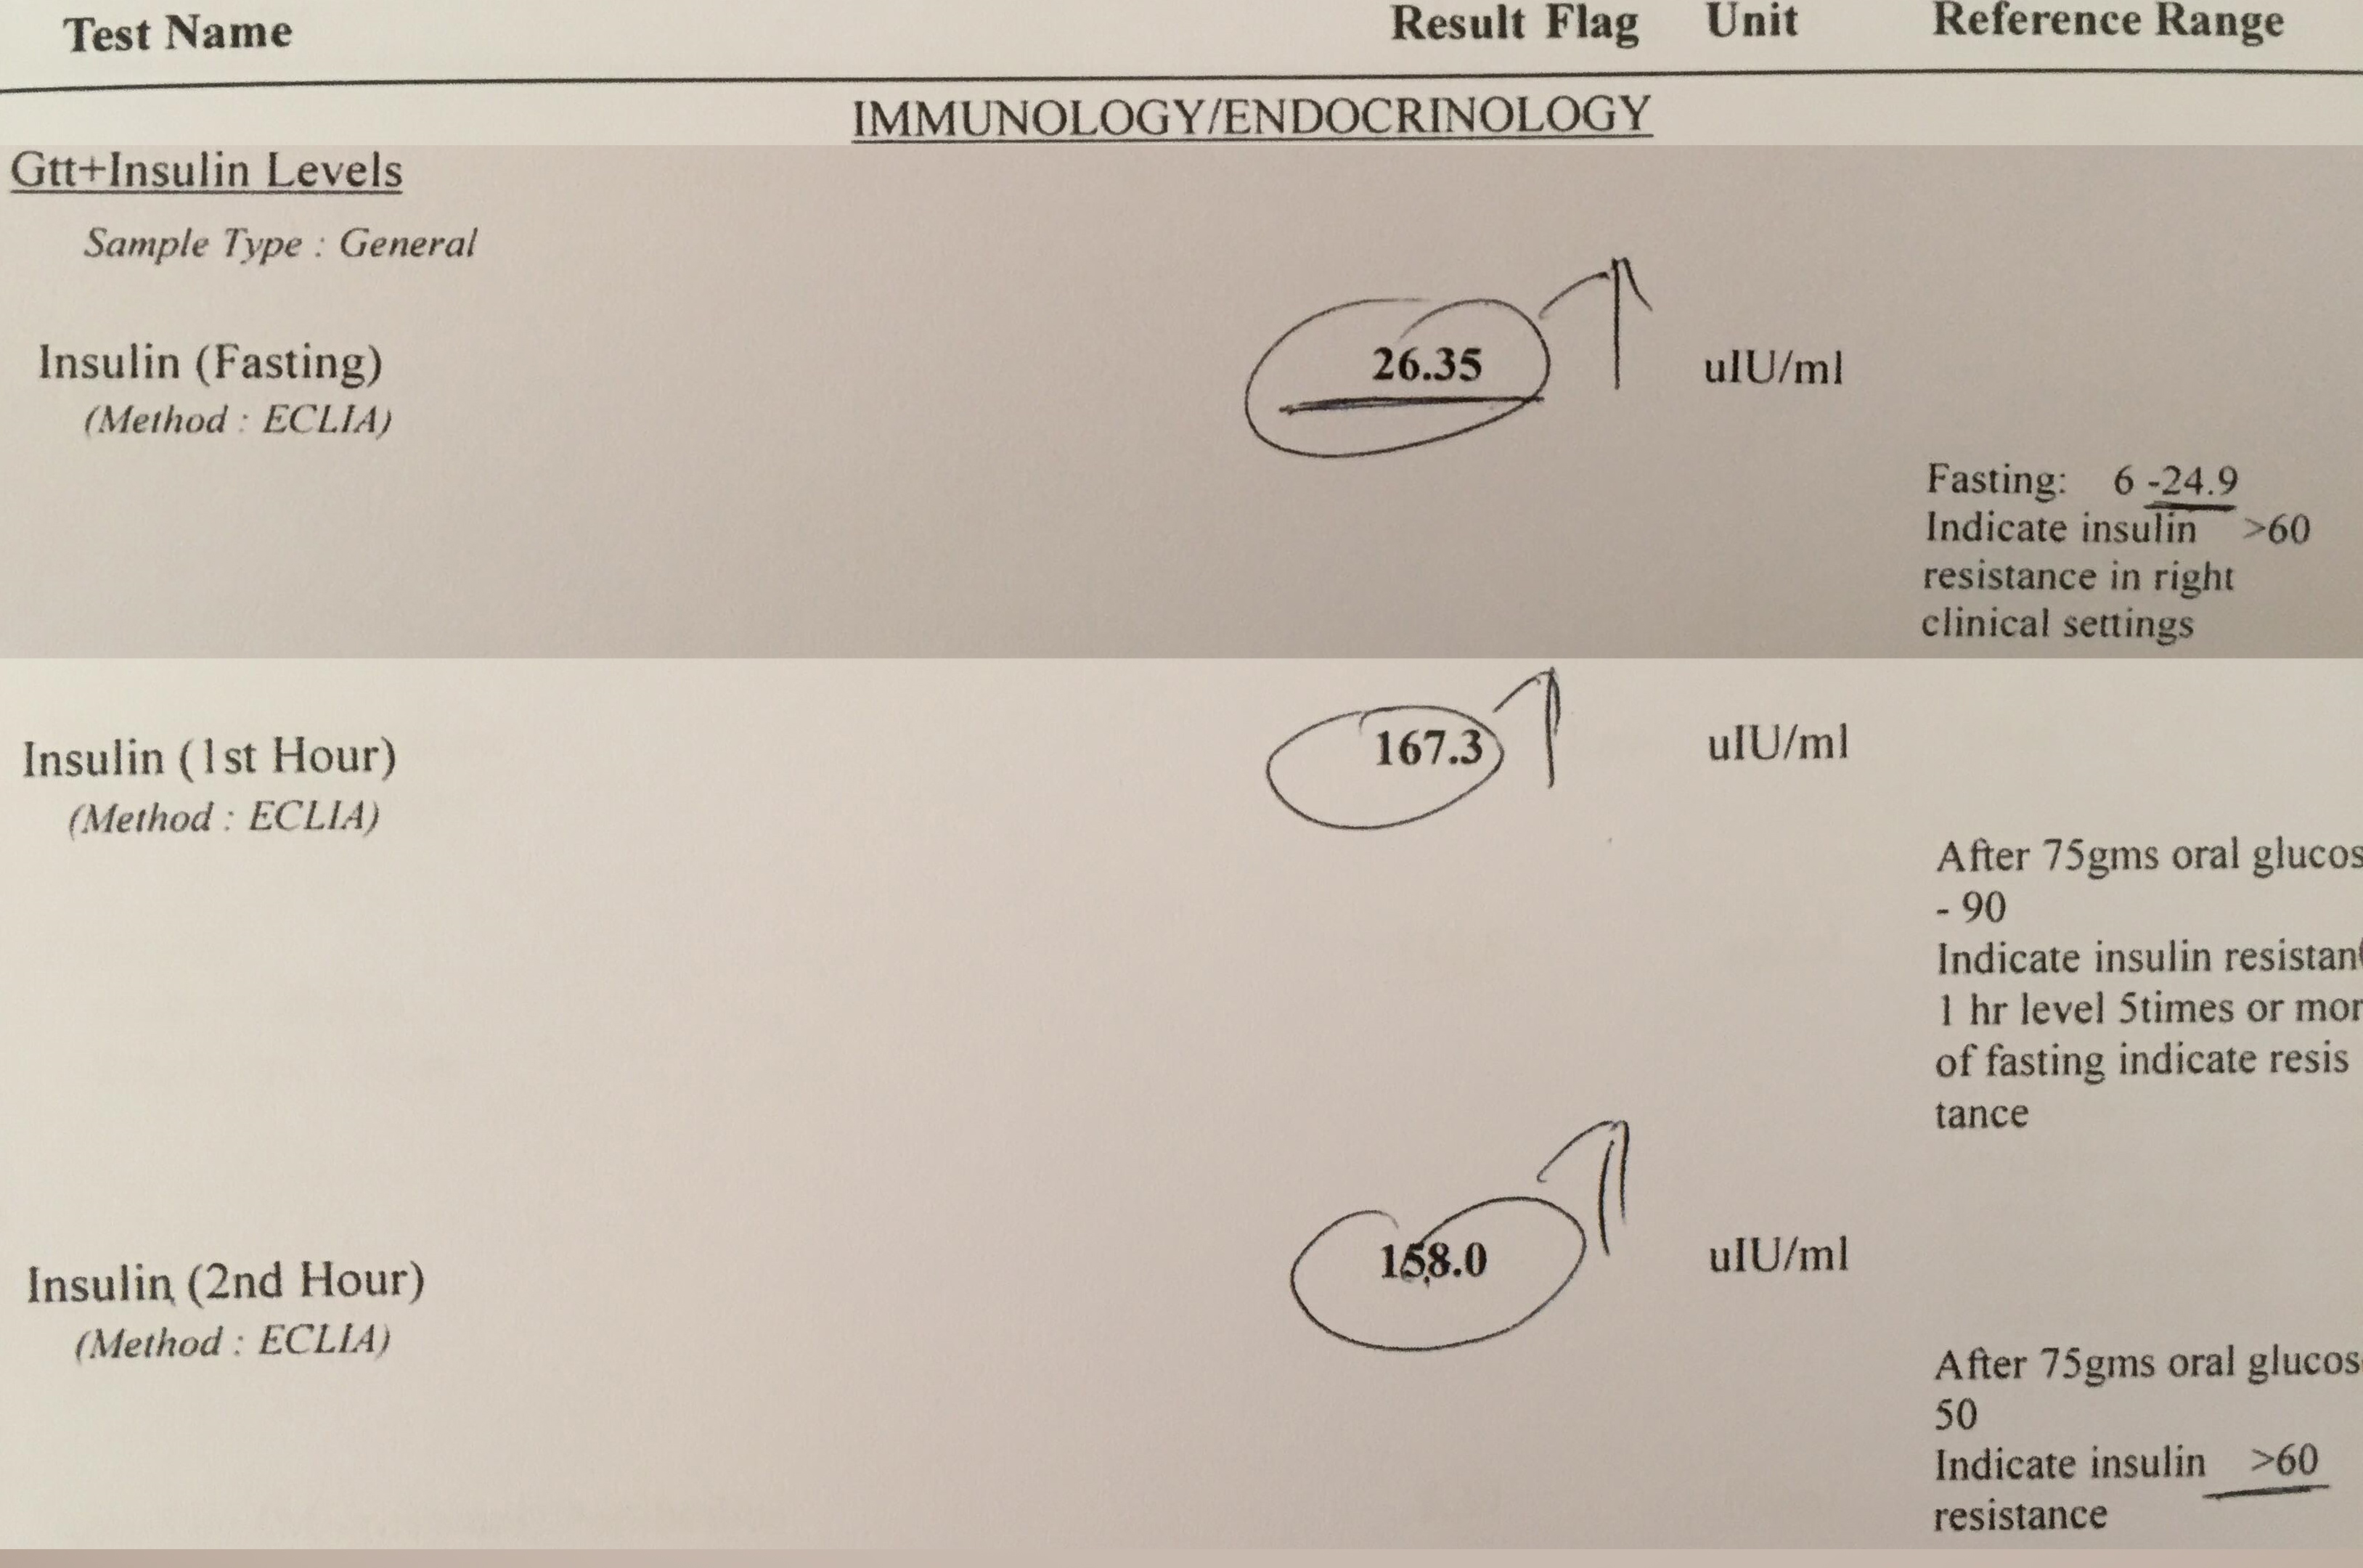 Test Name Result Flag Unit Reference Range
IMMUNOLOGY/ENDOCRINOLOGY
Gtt+Insulin Levels
Sample Type : General
Insulin (Fasting) 26.35 uIU/ml
(Method : ECLIA)
Fasting: 6 -24.9
Indicate insulin >60
resistance in right
clinical settings
Insulin (1st Hour) 167.3 uIU/ml
(Method : ECLIA)
After 75gms oral glucos
- 90
Indicate insulin resistan
1 hr level 5times or mor
of fasting indicate resis
tance
Insulin (2nd Hour) 158.0 uIU/ml
(Method : ECLIA)
After 75gms oral glucos
50
Indicate insulin >60
resistance